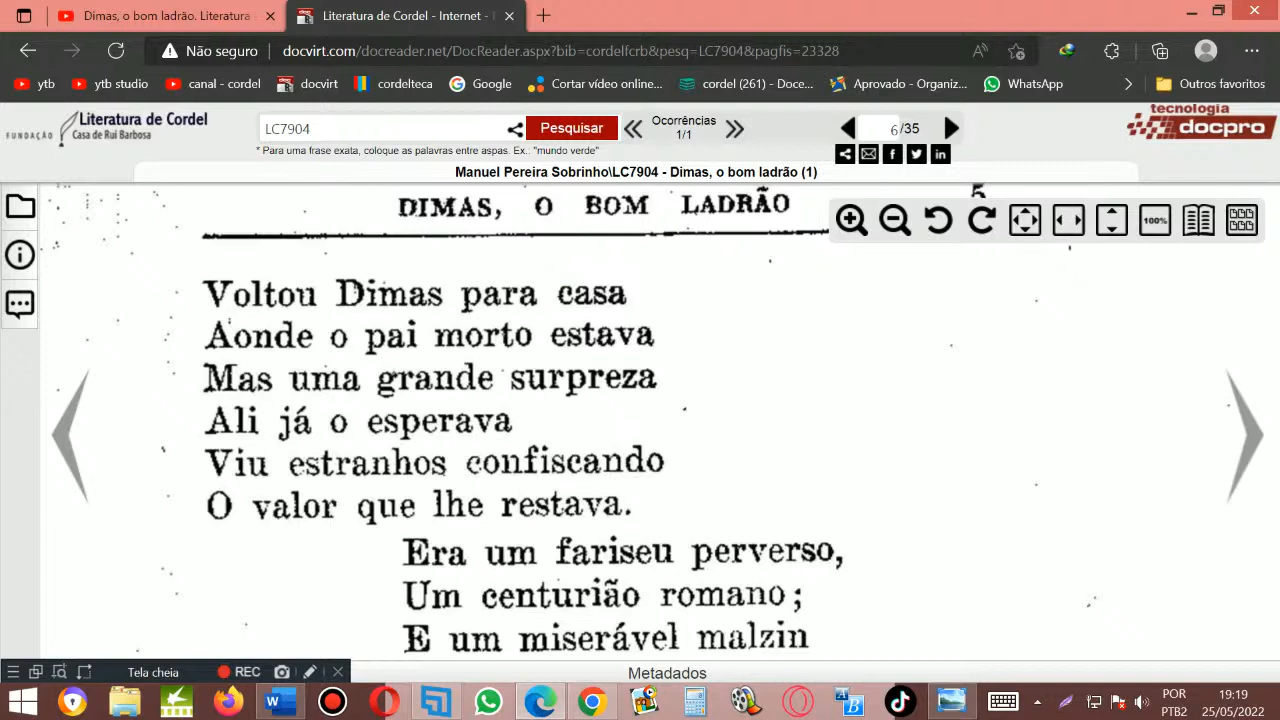 Dimas, o bom ladrão. Literatura
Literatura de Cordel - Internet -
Não seguro
docvirt.com/docreader.net/DocReader.aspx?bib=cordelfcrb&pesq=LC7904&pagfis=23328
ytb
ytb studio
canal - cordel
docvirt
cordelteca
Google
Cortar vídeo online...
cordel (261) - Doce...
Aprovado - Organiz...
WhatsApp
Outros favoritos
FUNDAÇÃO
Literatura de Cordel
Casa de Rui Barbosa
LC7904
Pesquisar
Ocorrências
1/1
6 /35
tecnologia
docpro
* Para uma frase exata, coloque as palavras entre aspas. Ex.: "mundo verde"
Manuel Pereira Sobrinho\LC7904 - Dimas, o bom ladrão (1)
DIMAS, O BOM LADRÃO
5
100%
Voltou Dimas para casa
Aonde o pai morto estava
Mas uma grande surpreza
Ali já o esperava
Viu estranhos confiscando
O valor que lhe restava.
Era um fariseu perverso,
Um centurião romano;
E um miserável malzin
Tela cheia
REC
Metadados
POR
PTB2
19:19
25/05/2022